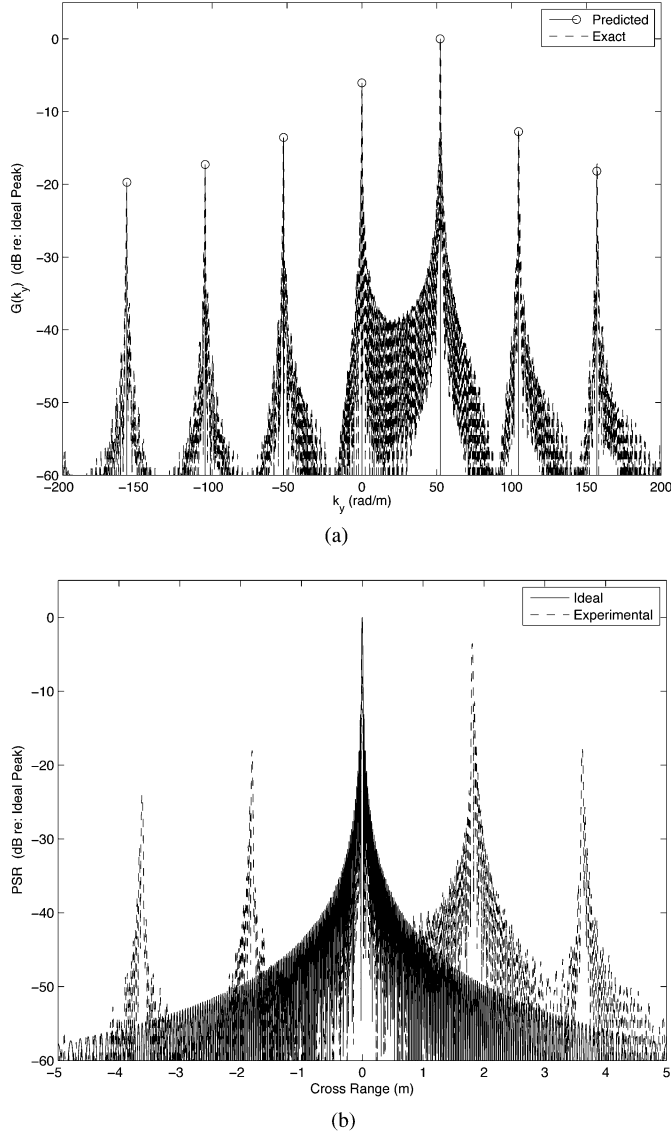 0
−10
−20
−30
−40
−50
−60
G(k_y) (dB re: Ideal Peak)
Predicted
Exact
−200 −150 −100 −50 0 50 100 150 200
k_y (rad/m)
(a)
0
−10
−20
−30
−40
−50
−60
PSR (dB re: Ideal Peak)
Ideal
Experimental
−5 −4 −3 −2 −1 0 1 2 3 4 5
Cross Range (m)
(b)